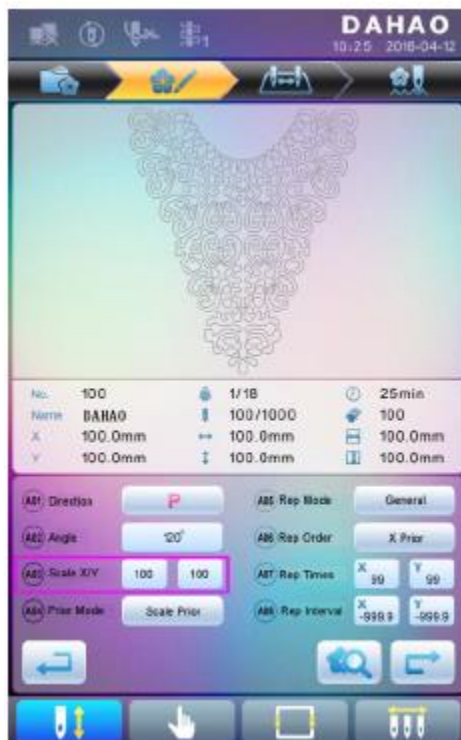 DAHAO
10:25 2016-04-12
No. 100 1/18 25min
Name DAHAO 100/1000 100
X 100.0mm 100.0mm 100.0mm
Y 100.0mm 100.0mm 100.0mm
A01 Direction P A05 Rep Mode General
A02 Angle 120° A06 Rep Order X Prior
A03 Scale X/Y 100 100 A07 Rep Times X 99 Y 99
A04 Prior Mode Scale Prior A08 Rep Interval X -999.9 Y -999.9